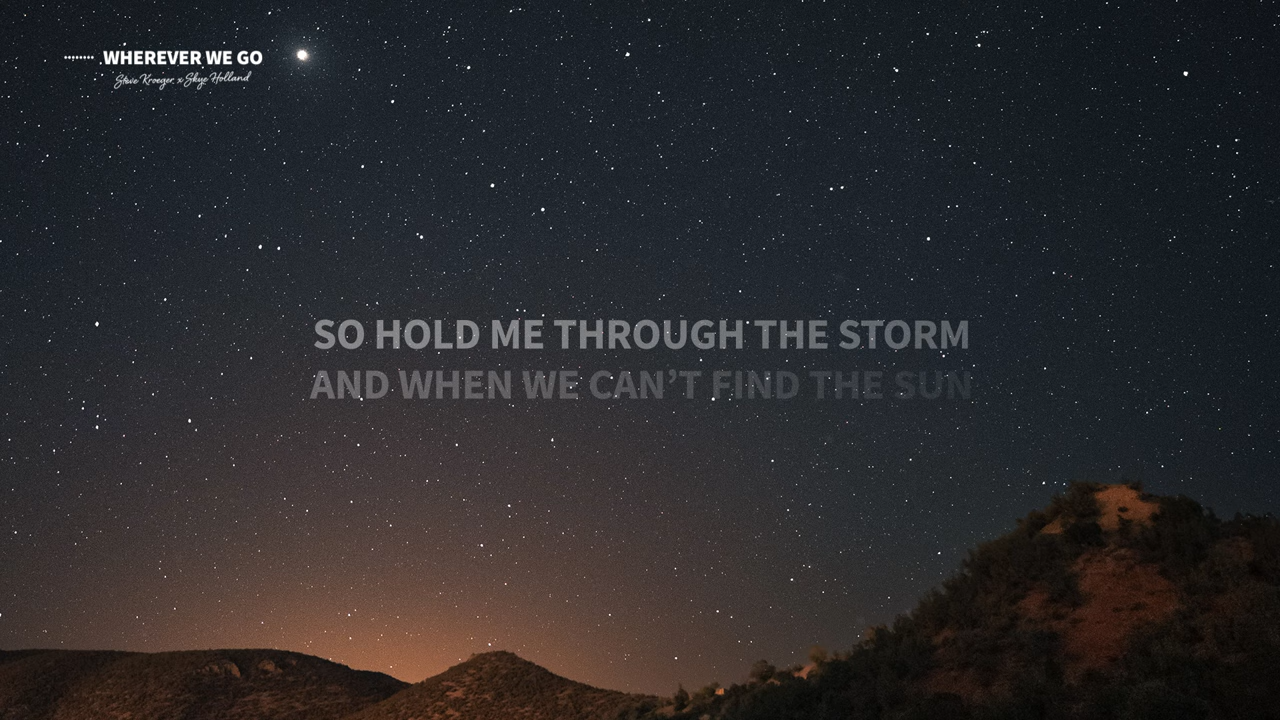 WHEREVER WE GO
Steve Kroeger x Skye Holland
SO HOLD ME THROUGH THE STORM
AND WHEN WE CAN’T FIND THE SUN